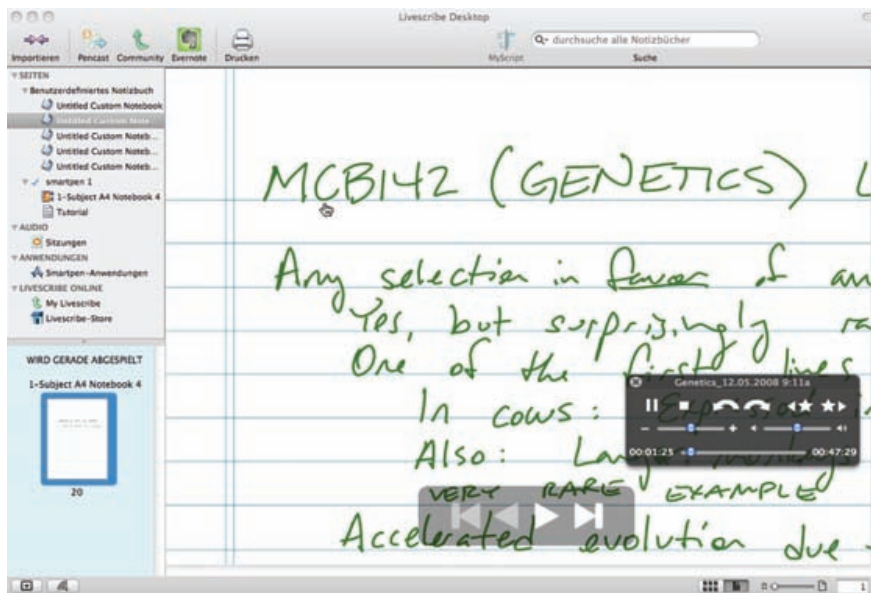 Livescribe Desktop
Importieren Pencast Community Evernote Drucken MyScript Suche
durchsuche alle Notizbücher
SEITEN
Benutzerdefiniertes Notizbuch
Untitled Custom Notebook
Untitled Custom Note...
Untitled Custom Noteb...
Untitled Custom Noteb...
Untitled Custom Noteb...
smartpen 1
1-Subject A4 Notebook 4
Tutorial
AUDIO
Sitzungen
ANWENDUNGEN
Smartpen-Anwendungen
LIVESCRIBE ONLINE
My Livescribe
Livescribe-Store
WIRD GERADE ABGESPIELT
1-Subject A4 Notebook 4
20
MCB142 (GENETICS) L
Any selection in favor of an
Yes, but surprisingly ra
One of the first lines
In cows:
Also:
VERY RARE EXAMPLE
Accelerated evolution due
Genetics_12.05.2008 9:11a
00:01:25 00:47:29
1